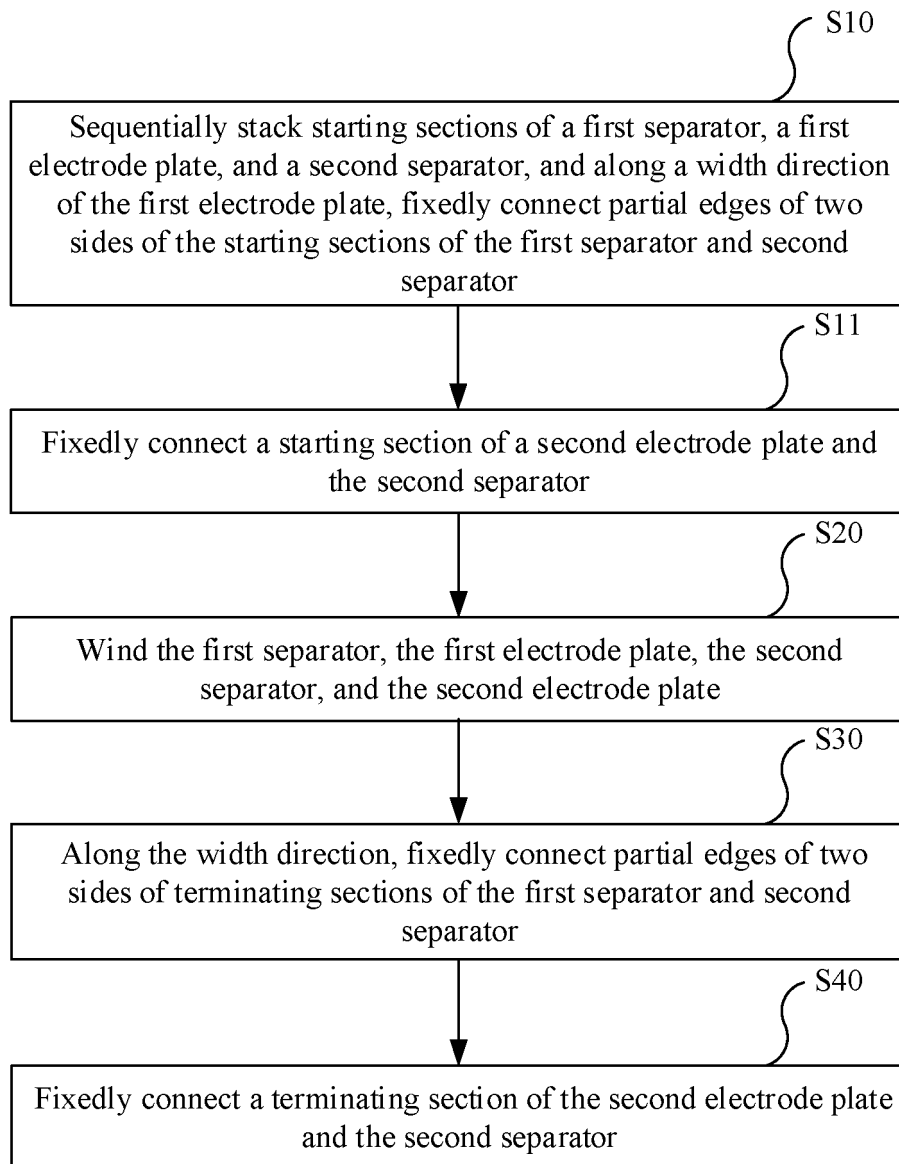 S10
Sequentially stack starting sections of a first separator, a first
electrode plate, and a second separator, and along a width direction
of the first electrode plate, fixedly connect partial edges of two
sides of the starting sections of the first separator and second
separator
S11
Fixedly connect a starting section of a second electrode plate and
the second separator
S20
Wind the first separator, the first electrode plate, the second
separator, and the second electrode plate
S30
Along the width direction, fixedly connect partial edges of two
sides of terminating sections of the first separator and second
separator
S40
Fixedly connect a terminating section of the second electrode plate
and the second separator